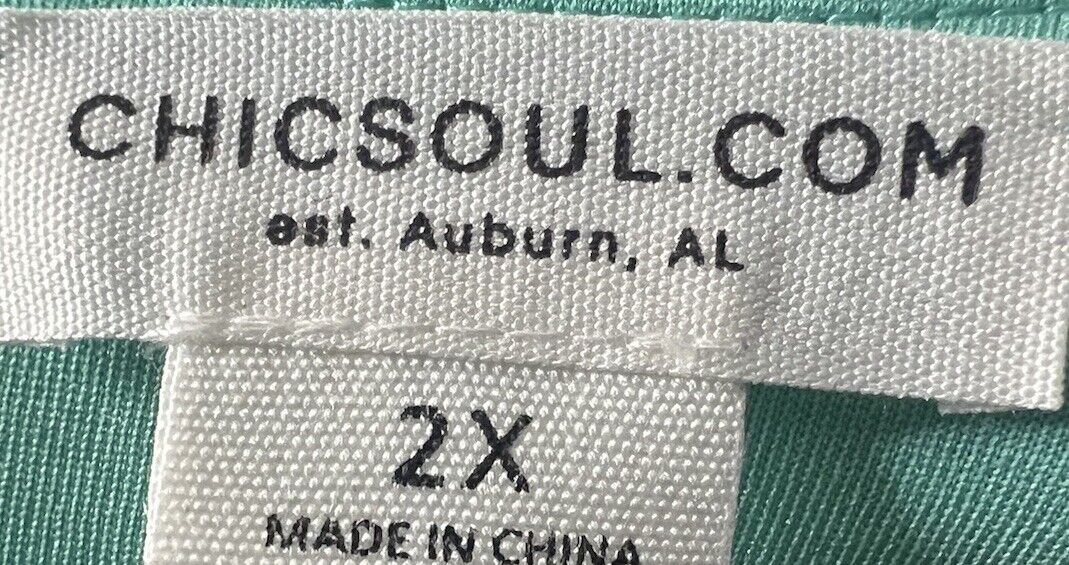 CHICSOUL.COM
est. Auburn, AL
2X
MADE IN CHINA